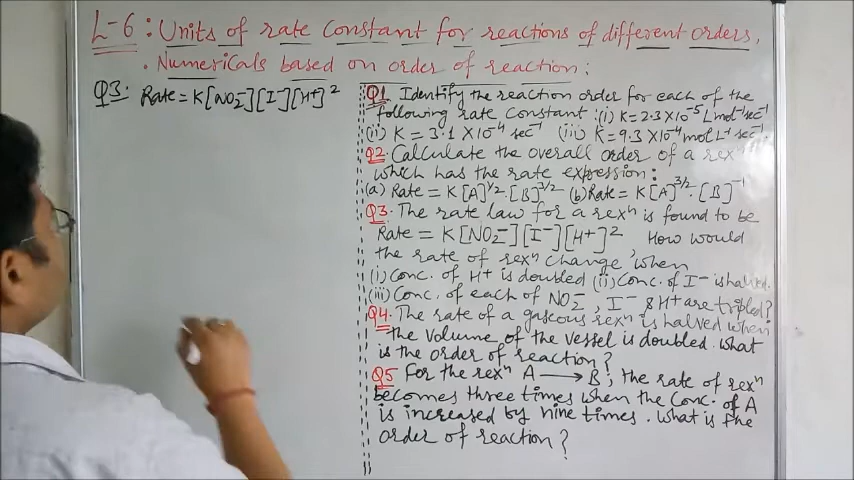 L-6: Units of rate Constant for reactions of different orders,
. Numericals based on order of reaction:
Q3: Rate = K[NO2-][I-][H+]2
Q1. Identify the reaction order for each of the
following rate Constant: (i) K = 2.3×10-5 L mol-1 sec-1
(ii) K = 3.1 × 10-4 sec-1 (iii) K = 9.3 × 10-4 mol L-1 sec-1.
Q2. Calculate the overall order of a rexn
which has the rate expression:
(a) Rate = K[A]1/2. [B]3/2 (b) Rate = K[A]3/2. [B]-1
Q3. The rate law for a rexn is found to be
Rate = K[NO2-][I-][H+]2 How would
the rate of rexn change when
(i) Conc. of H+ is doubled (ii) Conc. of I- is halved.
(iii) Conc. of each of NO2-, I- & H+ are tripled?
Q4. The rate of a gaseous rexn is halved when
the volume of the vessel is doubled. What
is the order of reaction?
Q5 For the rexn A → B; the rate of rexn
becomes three times when the conc. of A
is increased by nine times. What is the
order of reaction?